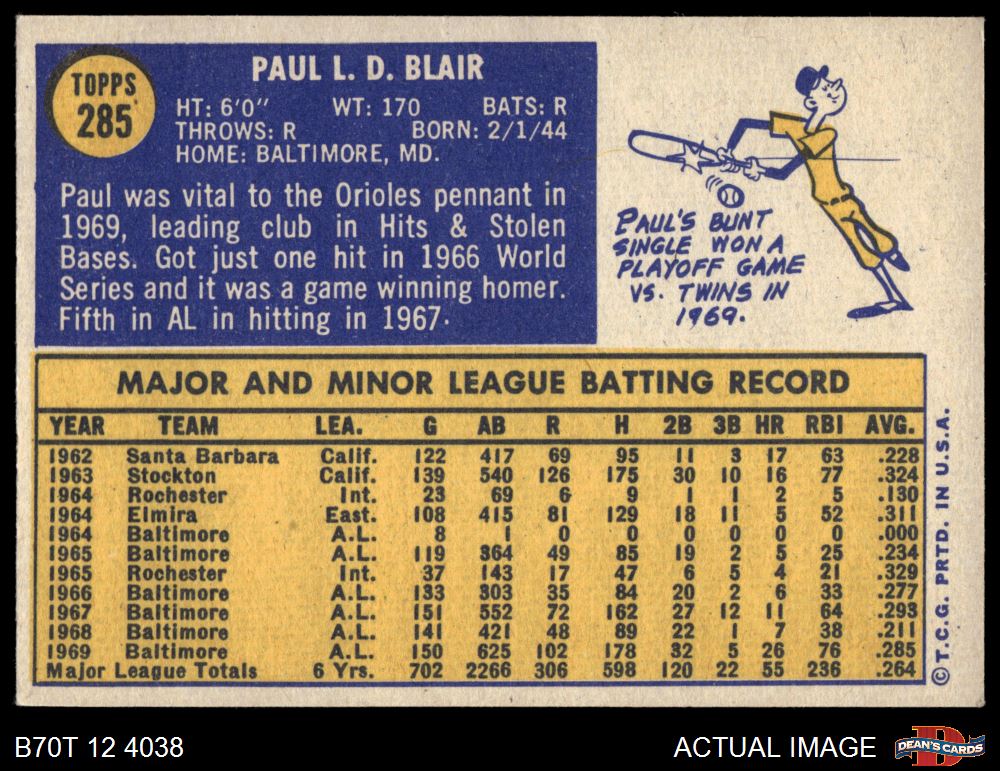 TOPPS
285
PAUL L. D. BLAIR
HT: 6'0" WT: 170 BATS: R
THROWS: R BORN: 2/1/44
HOME: BALTIMORE, MD.
Paul was vital to the Orioles pennant in
1969, leading club in Hits & Stolen
Bases. Got just one hit in 1966 World
Series and it was a game winning homer.
Fifth in AL in hitting in 1967.
PAUL'S BUNT
SINGLE WON A
PLAYOFF GAME
VS. TWINS IN
1969.
MAJOR AND MINOR LEAGUE BATTING RECORD
YEAR TEAM LEA. G AB R H 2B 3B HR RBI AVG.
1962 Santa Barbara Calif. 122 417 69 95 11 3 17 63 .228
1963 Stockton Calif. 139 540 126 175 30 10 16 77 .324
1964 Rochester Int. 23 69 6 9 1 1 2 5 .130
1964 Elmira East. 108 415 81 129 18 11 5 52 .311
1964 Baltimore A.L. 8 1 0 0 0 0 0 0 .000
1965 Baltimore A.L. 119 364 49 85 19 2 5 25 .234
1965 Rochester Int. 37 143 17 47 6 5 4 21 .329
1966 Baltimore A.L. 133 303 35 84 20 2 6 33 .277
1967 Baltimore A.L. 151 552 72 162 27 12 11 64 .293
1968 Baltimore A.L. 141 421 48 89 22 1 7 38 .211
1969 Baltimore A.L. 150 625 102 178 32 5 26 76 .285
Major League Totals 6 Yrs. 702 2266 306 598 120 22 55 236 .264
© T.C.G. PRTD. IN U.S.A.
B70T 12 4038
ACTUAL IMAGE
DEAN'S CARDS